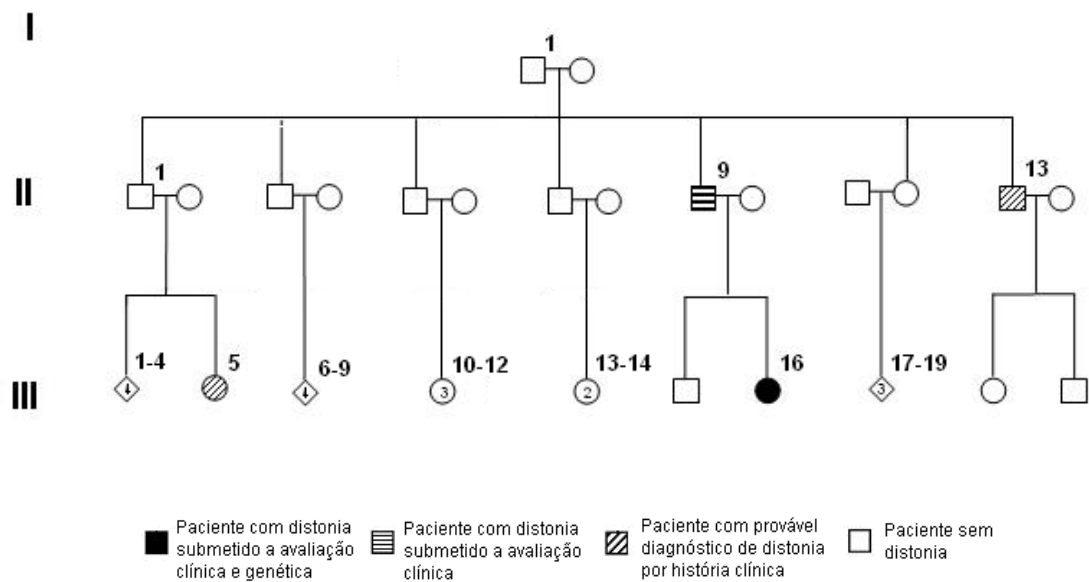 I
1
1
9
13
II
1-4
5
6-9
10-12
13-14
16
17-19
4
4
3
2
3
III
Paciente com distonia
submetido a avaliação
clínica e genética
Paciente com distonia
submetido a avaliação
clínica
Paciente com provável
diagnóstico de distonia
por história clínica
Paciente sem
distonia